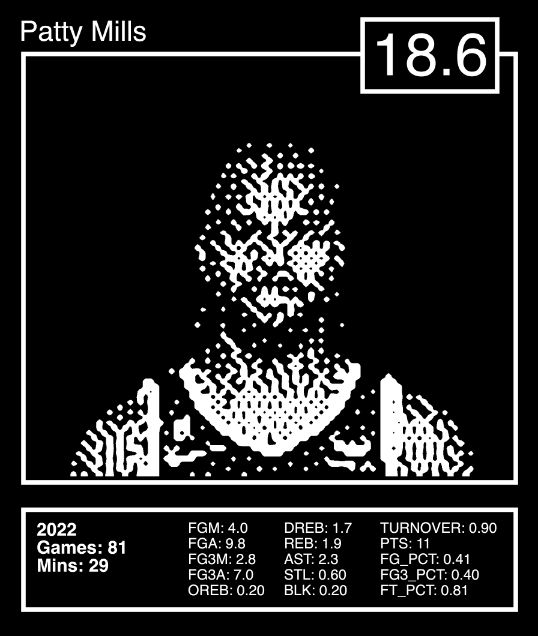 Patty Mills
18.6
2022
Games: 81
Mins: 29
FGM: 4.0
FGA: 9.8
FG3M: 2.8
FG3A: 7.0
OREB: 0.20
DREB: 1.7
REB: 1.9
AST: 2.3
STL: 0.60
BLK: 0.20
TURNOVER: 0.90
PTS: 11
FG_PCT: 0.41
FG3_PCT: 0.40
FT_PCT: 0.81